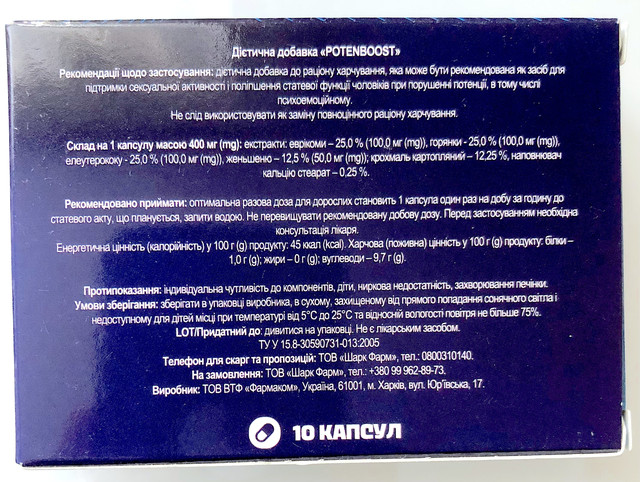 Дієтична добавка «POTENBOOST»
Рекомендації щодо застосування: дієтична добавка до раціону харчування, яка може бути рекомендована як засіб для
підтримки сексуальної активності і поліпшення статевої функції чоловіків при порушенні потенції, в тому числі
психоемоційному.
Не слід використовувати як заміну повноцінного раціону харчування.
Склад на 1 капсулу масою 400 мг (mg): екстракти: еврікоми – 25,0 % (100,0 мг (mg)), горянки - 25,0 % (100,0 мг (mg)),
елеутерококу - 25,0 % (100,0 мг (mg)), женьшеню – 12,5 % (50,0 мг (mg)); крохмаль картопляний – 12,25 %, наповнювач
кальцію стеарат – 0,25 %.
Рекомендовано приймати: оптимальна разова доза для дорослих становить 1 капсула один раз на добу за годину до
статевого акту, що планується, запити водою. Не перевищувати рекомендовану добову дозу. Перед застосуванням необхідна
консультація лікаря.
Енергетична цінність (калорійність) у 100 г (g) продукту: 45 ккал (kcal). Харчова (поживна) цінність у 100 г (g) продукту: білки –
1,0 г (g); жири – 0 г (g); вуглеводи – 9,7 г (g).
Протипоказання: індивідуальна чутливість до компонентів, діти, ниркова недостатність, захворювання печінки.
Умови зберігання: зберігати в упаковці виробника, в сухому, захищеному від прямого попадання сонячного світла і
недоступному для дітей місці при температурі від 5°С до 25°С та відносній вологості повітря не більше 75%.
LOT/Придатний до: дивитися на упаковці. Не є лікарським засобом.
ТУ У 15.8-30590731-013:2005
Телефон для скарг та пропозицій: ТОВ «Шарк Фарм», тел.: 0800310140.
На замовлення: ТОВ «Шарк Фарм», тел.: +380 99 962-89-73.
Виробник: ТОВ ВТФ «Фармаком», Україна, 61001, м. Харків, вул. Юр'ївська, 17.
10 КАПСУЛ